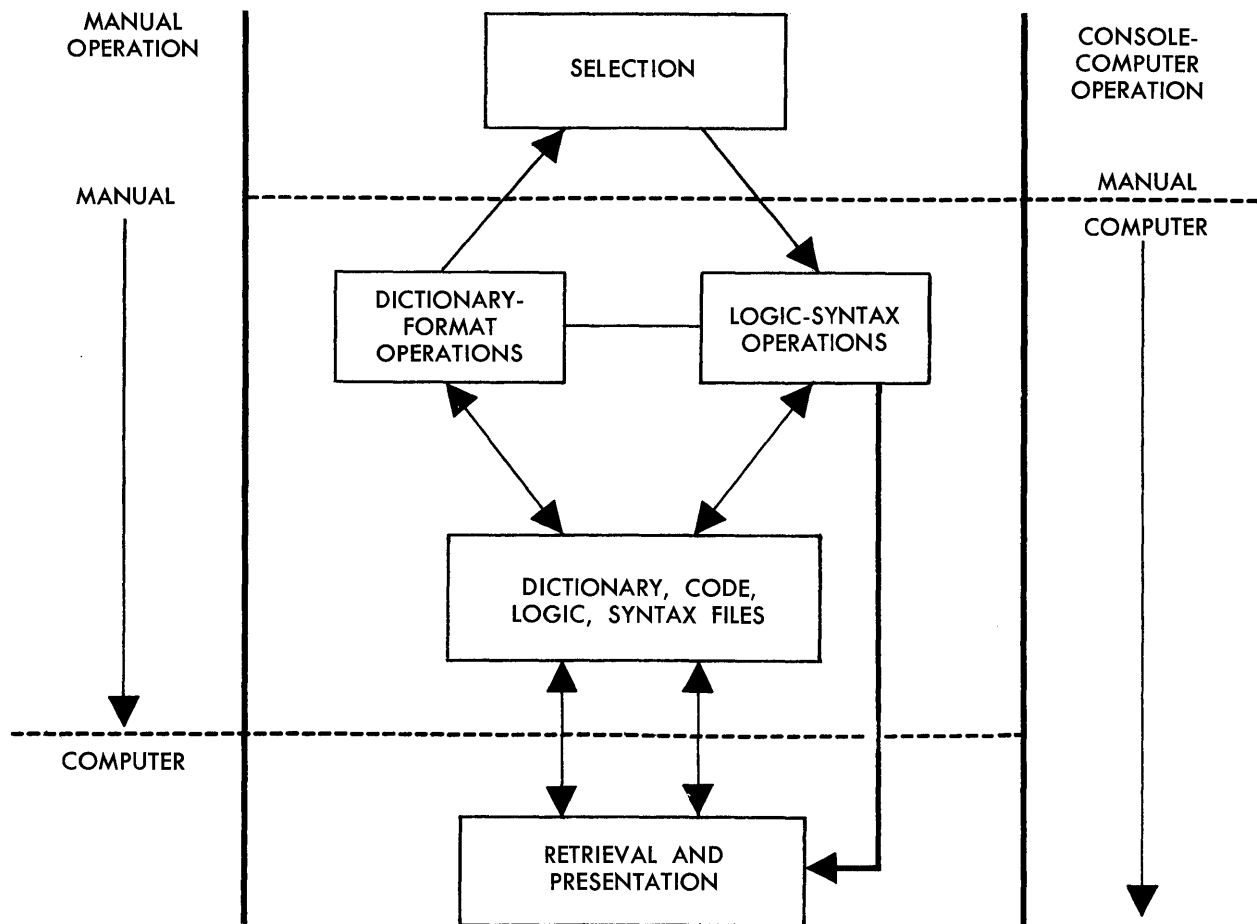 MANUAL
OPERATION
SELECTION
CONSOLE-
COMPUTER
OPERATION
MANUAL
MANUAL
COMPUTER
DICTIONARY-
FORMAT
OPERATIONS
LOGIC-SYNTAX
OPERATIONS
DICTIONARY, CODE,
LOGIC, SYNTAX FILES
COMPUTER
RETRIEVAL AND
PRESENTATION